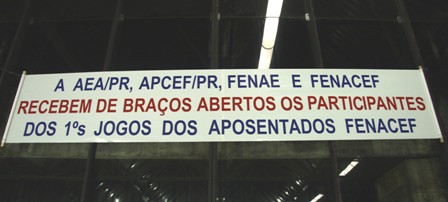 A AEA/PR, APCEF/PR, FENAE E FENACEF
RECEBEM DE BRAÇOS ABERTOS OS PARTICIPANTES
DOS 1ºs JOGOS DOS APOSENTADOS FENACEF